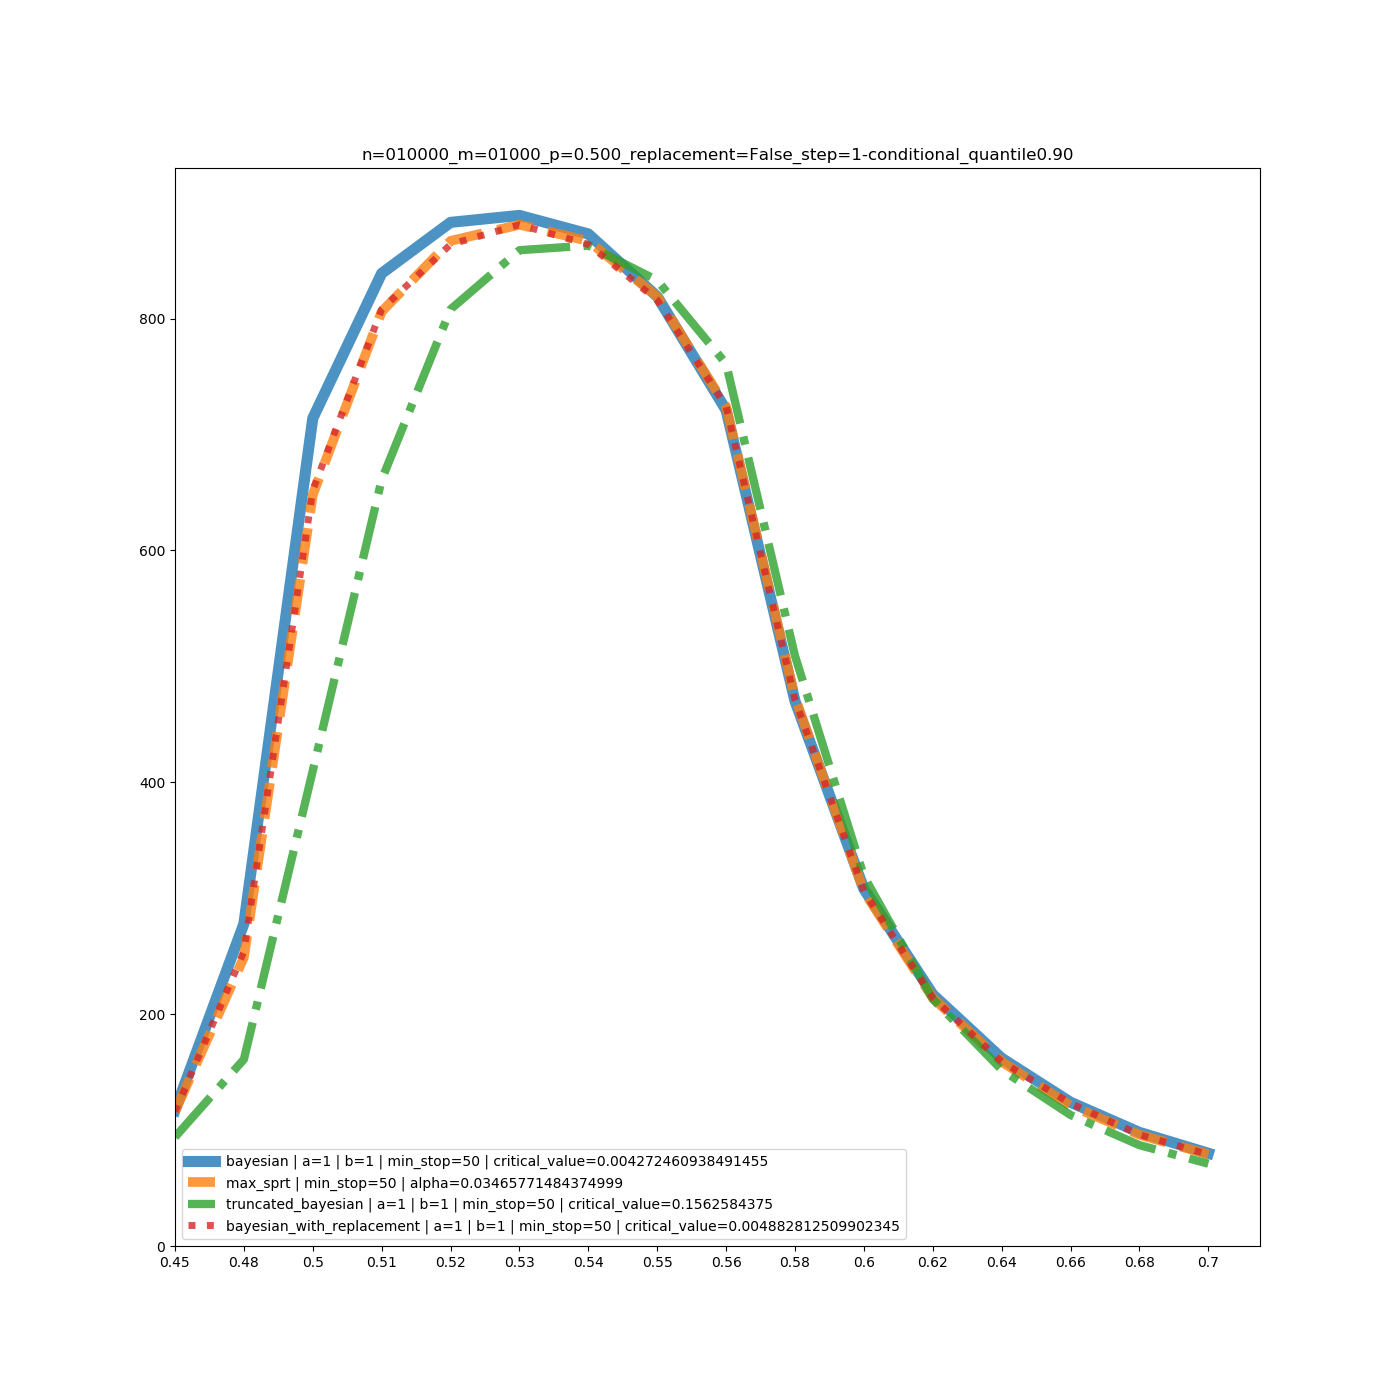 n=010000_m=01000_p=0.500_replacement=False_step=1-conditional_quantile0.90
800
600
400
200
0
bayesian | a=1 | b=1 | min_stop=50 | critical_value=0.004272460938491455
max_sprt | min_stop=50 | alpha=0.03465771484374999
truncated_bayesian | a=1 | b=1 | min_stop=50 | critical_value=0.1562584375
bayesian_with_replacement | a=1 | b=1 | min_stop=50 | critical_value=0.004882812509902345
0.45 0.48 0.5 0.51 0.52 0.53 0.54 0.55 0.56 0.58 0.6 0.62 0.64 0.66 0.68 0.7